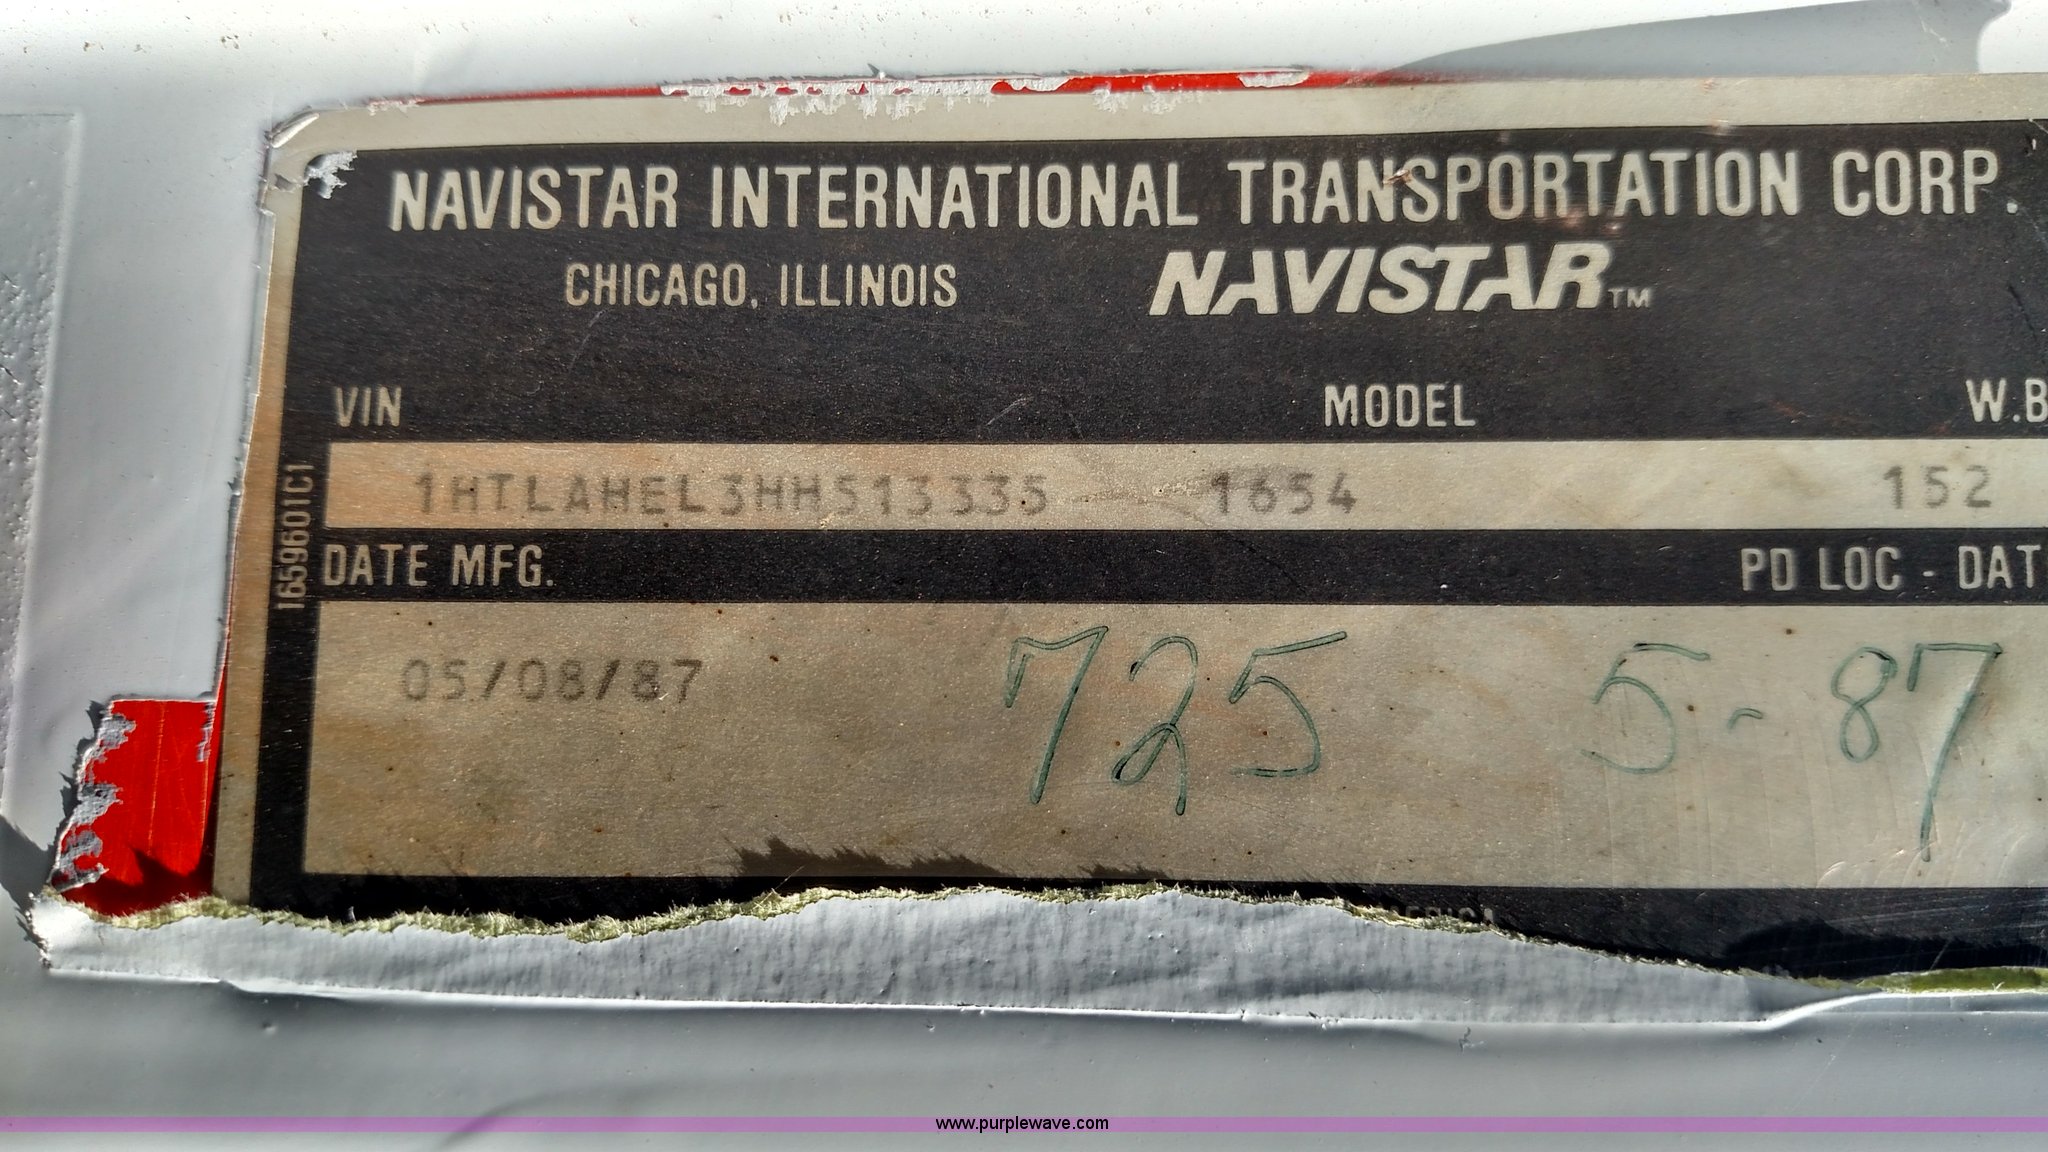 NAVISTAR INTERNATIONAL TRANSPORTATION CORP.
CHICAGO, ILLINOIS NAVISTAR™
VIN MODEL W.B
1HTLAHEL3HH513335 1654 152
1659601C1
DATE MFG. PD LOC - DAT
05/08/87 725 5-87
www.purplewave.com